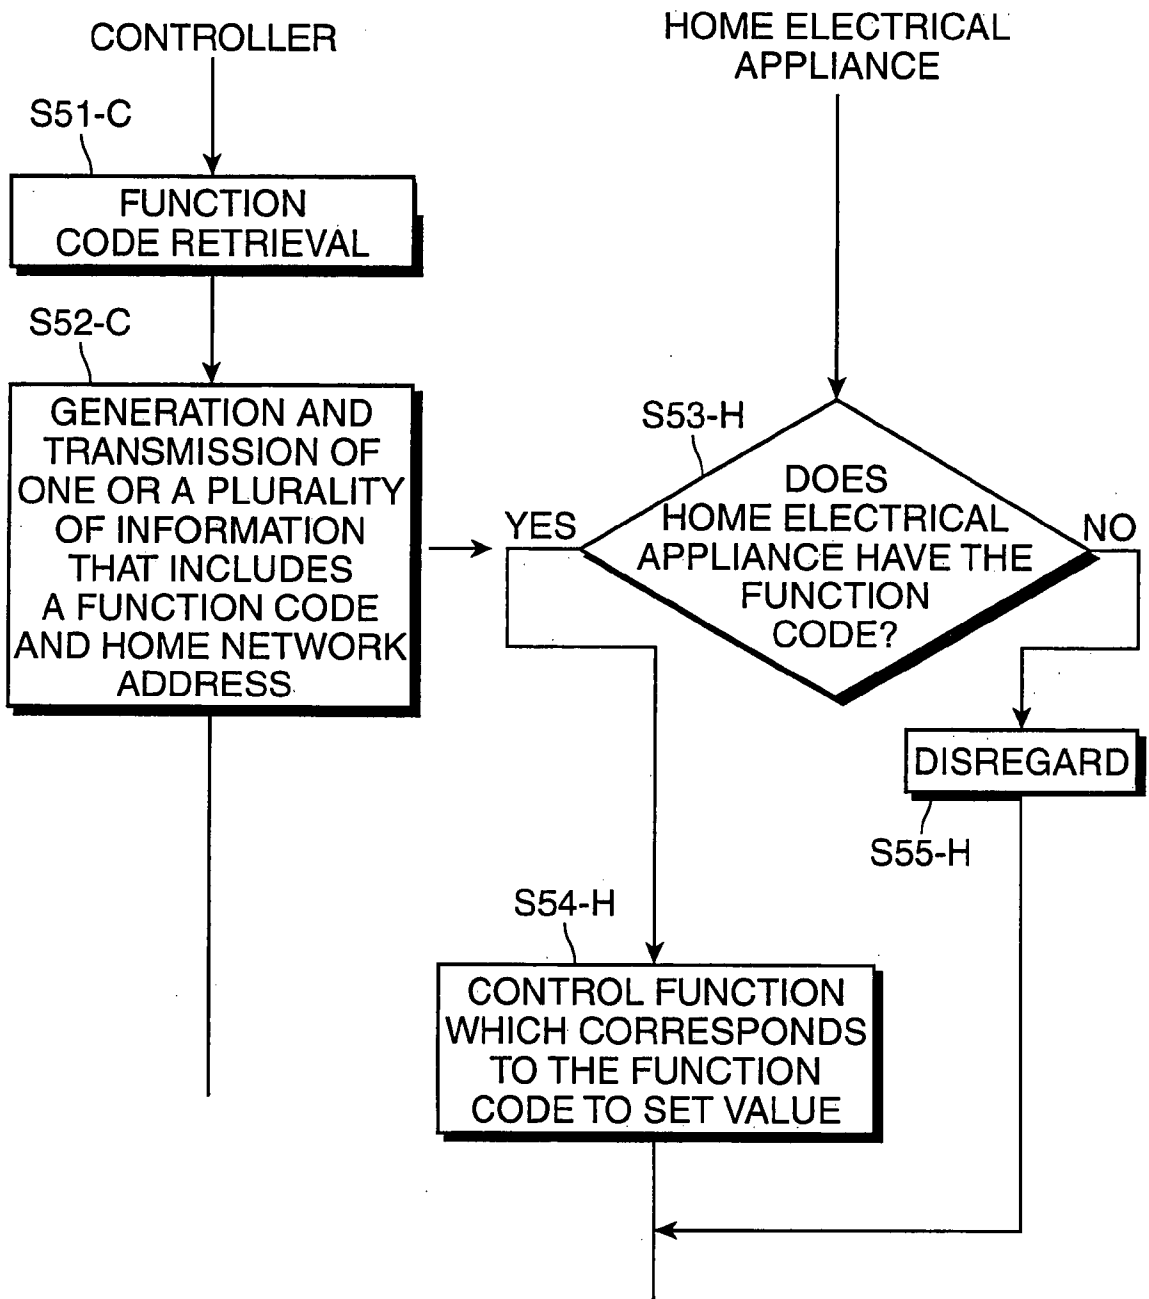 CONTROLLER
S51-C
FUNCTION
CODE RETRIEVAL
S52-C
GENERATION AND
TRANSMISSION OF
ONE OR A PLURALITY
OF INFORMATION
THAT INCLUDES
A FUNCTION CODE
AND HOME NETWORK
ADDRESS
HOME ELECTRICAL
APPLIANCE
S53-H
DOES
HOME ELECTRICAL
APPLIANCE HAVE THE
FUNCTION
CODE?
YES
NO
DISREGARD
S55-H
S54-H
CONTROL FUNCTION
WHICH CORRESPONDS
TO THE FUNCTION
CODE TO SET VALUE